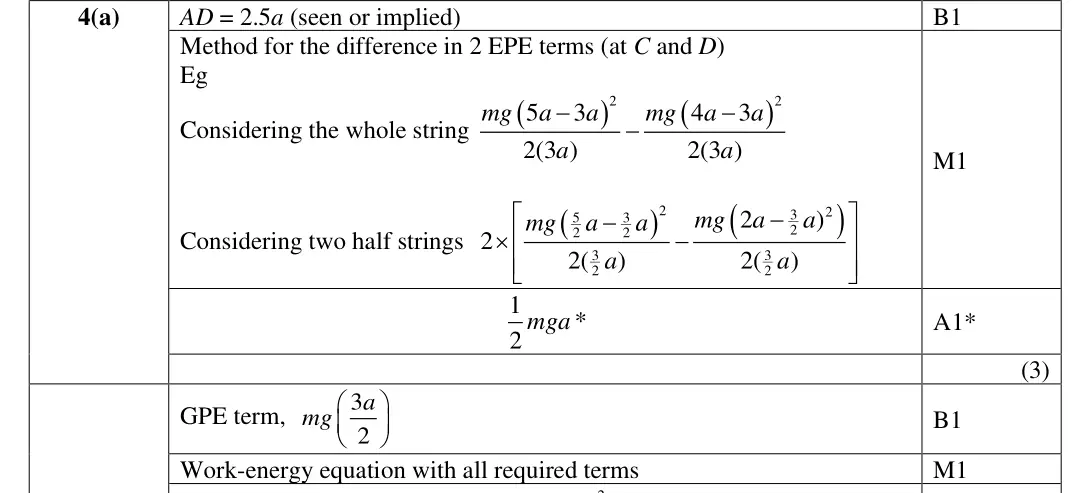 4(a) AD = 2.5a (seen or implied) B1
Method for the difference in 2 EPE terms (at C and D)
Eg
Considering the whole string mg(5a − 3a)²/2(3a) − mg(4a − 3a)²/2(3a)
M1
Considering two half strings 2×[mg(5/2 a − 3/2 a)²/2(3/2 a) − mg(2a − 3/2 a)²)/2(3/2 a)]
1/2 mga * A1*
(3)
GPE term, mg(3a/2) B1
Work-energy equation with all required terms M1
2